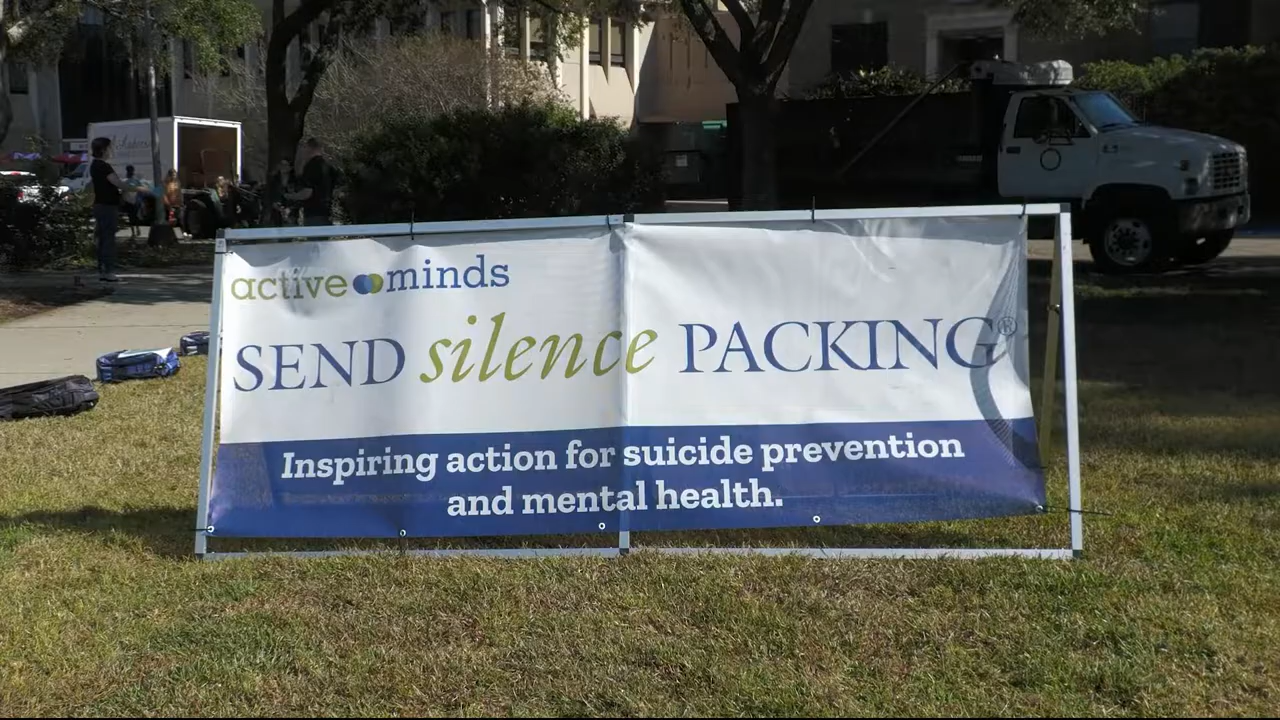 active minds
SEND silence PACKING®
Inspiring action for suicide prevention
and mental health.